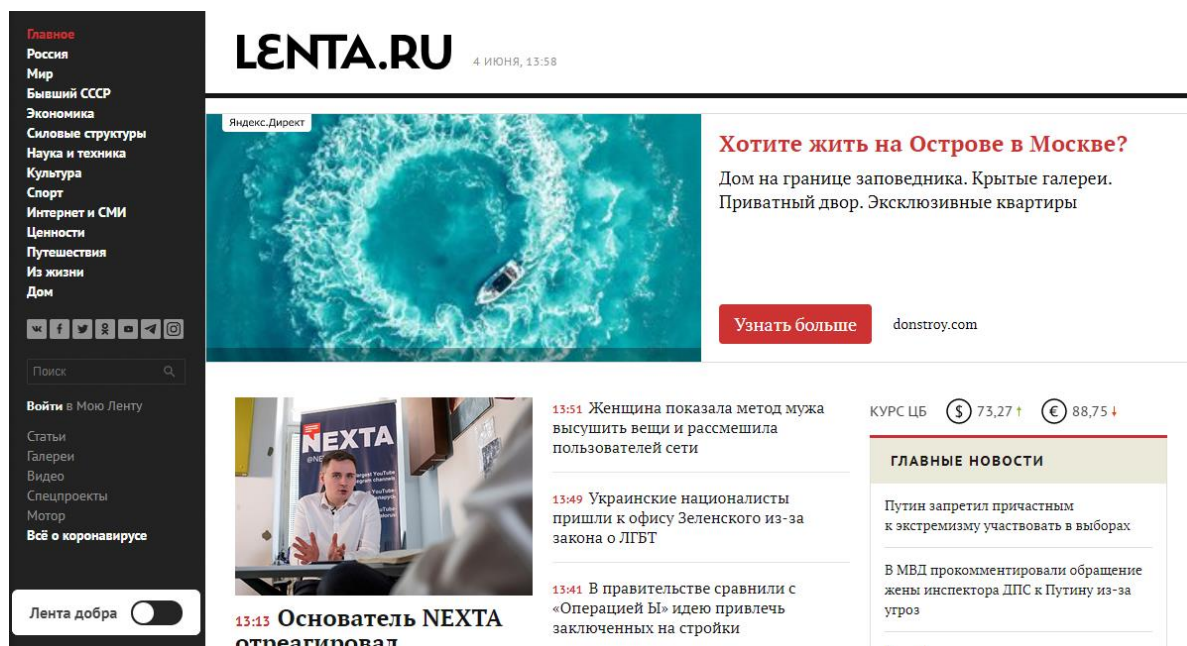 Главное
Россия
Мир
Бывший СССР
Экономика
Силовые структуры
Наука и техника
Культура
Спорт
Интернет и СМИ
Ценности
Путешествия
Из жизни
Дом
Поиск
Войти в Мою Ленту
Статьи
Галереи
Видео
Спецпроекты
Мотор
Всё о коронавирусе
Лента добра
LENTA.RU
4 ИЮНЯ, 13:58
Яндекс.Директ
Хотите жить на Острове в Москве?
Дом на границе заповедника. Крытые галереи.
Приватный двор. Эксклюзивные квартиры
Узнать больше
donstroy.com
NEXTA
13:13 Основатель NEXTA
отреагировал
13:51 Женщина показала метод мужа
высушить вещи и рассмешила
пользователей сети
13:49 Украинские националисты
пришли к офису Зеленского из-за
закона о ЛГБТ
13:41 В правительстве сравнили с
«Операцией Ы» идею привлечь
заключенных на стройки
КУРС ЦБ $ 73,27 ↑ € 88,75 ↓
ГЛАВНЫЕ НОВОСТИ
Путин запретил причастным
к экстремизму участвовать в выборах
В МВД прокомментировали обращение
жены инспектора ДПС к Путину из-за
угроз